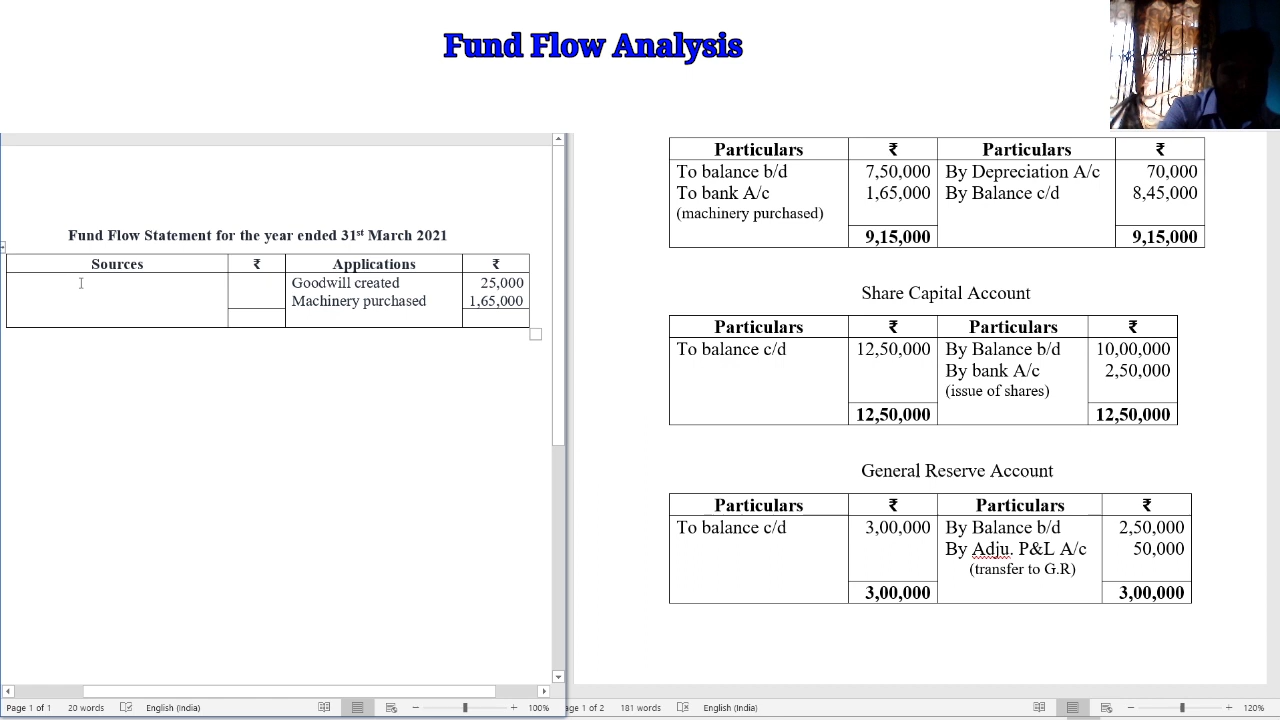 Fund Flow Analysis
Fund Flow Statement for the year ended 31st March 2021
Sources ₹ Applications ₹
Goodwill created 25,000
Machinery purchased 1,65,000
Particulars ₹ Particulars ₹
To balance b/d 7,50,000 By Depreciation A/c 70,000
To bank A/c 1,65,000 By Balance c/d 8,45,000
(machinery purchased)
9,15,000 9,15,000
Share Capital Account
Particulars ₹ Particulars ₹
To balance c/d 12,50,000 By Balance b/d 10,00,000
By bank A/c 2,50,000
(issue of shares)
12,50,000 12,50,000
General Reserve Account
Particulars ₹ Particulars ₹
To balance c/d 3,00,000 By Balance b/d 2,50,000
By Adju. P&L A/c 50,000
(transfer to G.R)
3,00,000 3,00,000
Page 1 of 1 20 words English (India) 100%
ge 1 of 2 181 words English (India) 120%